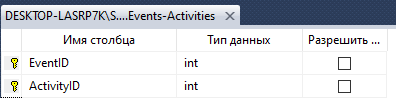 DESKTOP-LASRP7K\S....Events-Activities
Имя столбца Тип данных Разрешить ...
EventID int
ActivityID int